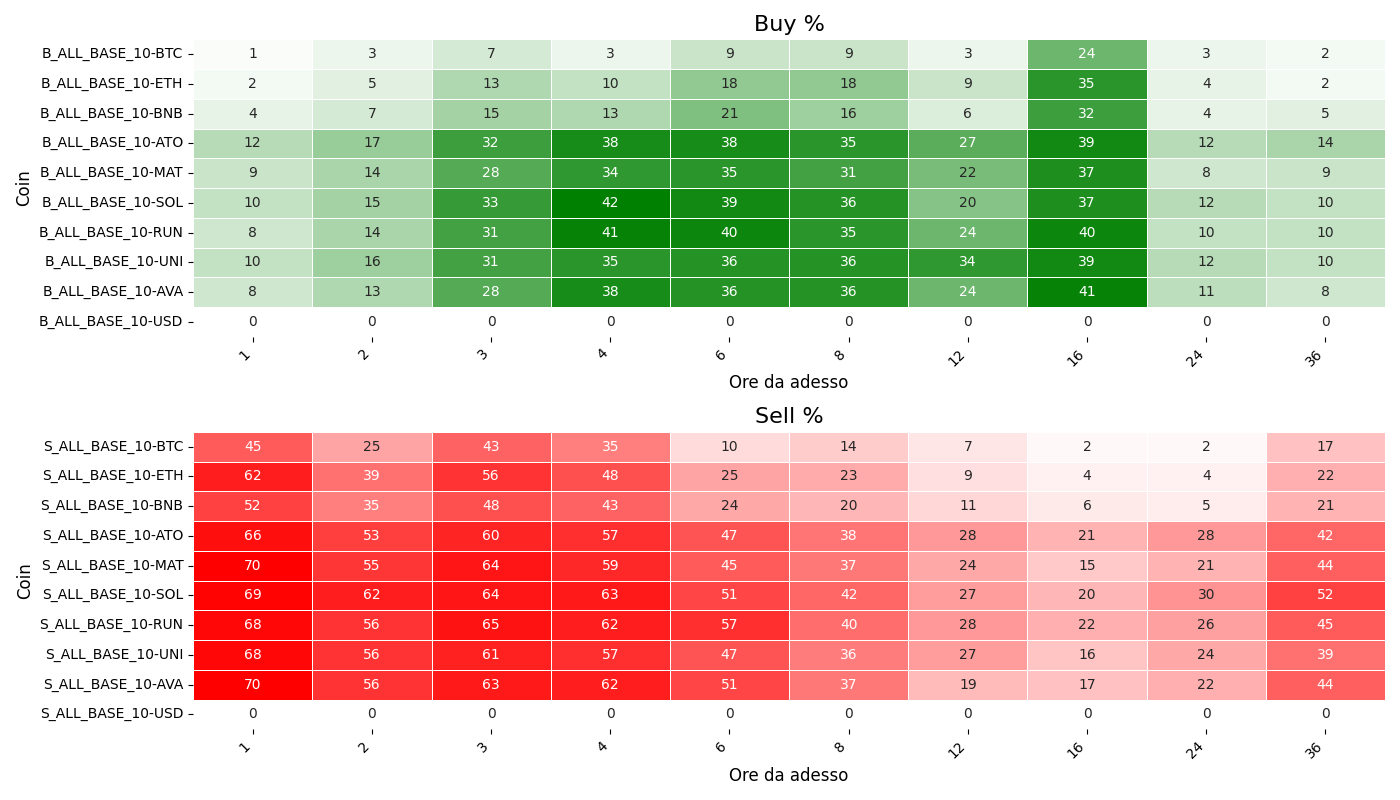 Buy %
Coin
B_ALL_BASE_10-BTC 1 3 7 3 9 9 3 24 3 2
B_ALL_BASE_10-ETH 2 5 13 10 18 18 9 35 4 2
B_ALL_BASE_10-BNB 4 7 15 13 21 16 6 32 4 5
B_ALL_BASE_10-ATO 12 17 32 38 38 35 27 39 12 14
B_ALL_BASE_10-MAT 9 14 28 34 35 31 22 37 8 9
B_ALL_BASE_10-SOL 10 15 33 42 39 36 20 37 12 10
B_ALL_BASE_10-RUN 8 14 31 41 40 35 24 40 10 10
B_ALL_BASE_10-UNI 10 16 31 35 36 36 34 39 12 10
B_ALL_BASE_10-AVA 8 13 28 38 36 36 24 41 11 8
B_ALL_BASE_10-USD 0 0 0 0 0 0 0 0 0 0
1 2 3 4 6 8 12 16 24 36
Ore da adesso
Sell %
Coin
S_ALL_BASE_10-BTC 45 25 43 35 10 14 7 2 2 17
S_ALL_BASE_10-ETH 62 39 56 48 25 23 9 4 4 22
S_ALL_BASE_10-BNB 52 35 48 43 24 20 11 6 5 21
S_ALL_BASE_10-ATO 66 53 60 57 47 38 28 21 28 42
S_ALL_BASE_10-MAT 70 55 64 59 45 37 24 15 21 44
S_ALL_BASE_10-SOL 69 62 64 63 51 42 27 20 30 52
S_ALL_BASE_10-RUN 68 56 65 62 57 40 28 22 26 45
S_ALL_BASE_10-UNI 68 56 61 57 47 36 27 16 24 39
S_ALL_BASE_10-AVA 70 56 63 62 51 37 19 17 22 44
S_ALL_BASE_10-USD 0 0 0 0 0 0 0 0 0 0
1 2 3 4 6 8 12 16 24 36
Ore da adesso